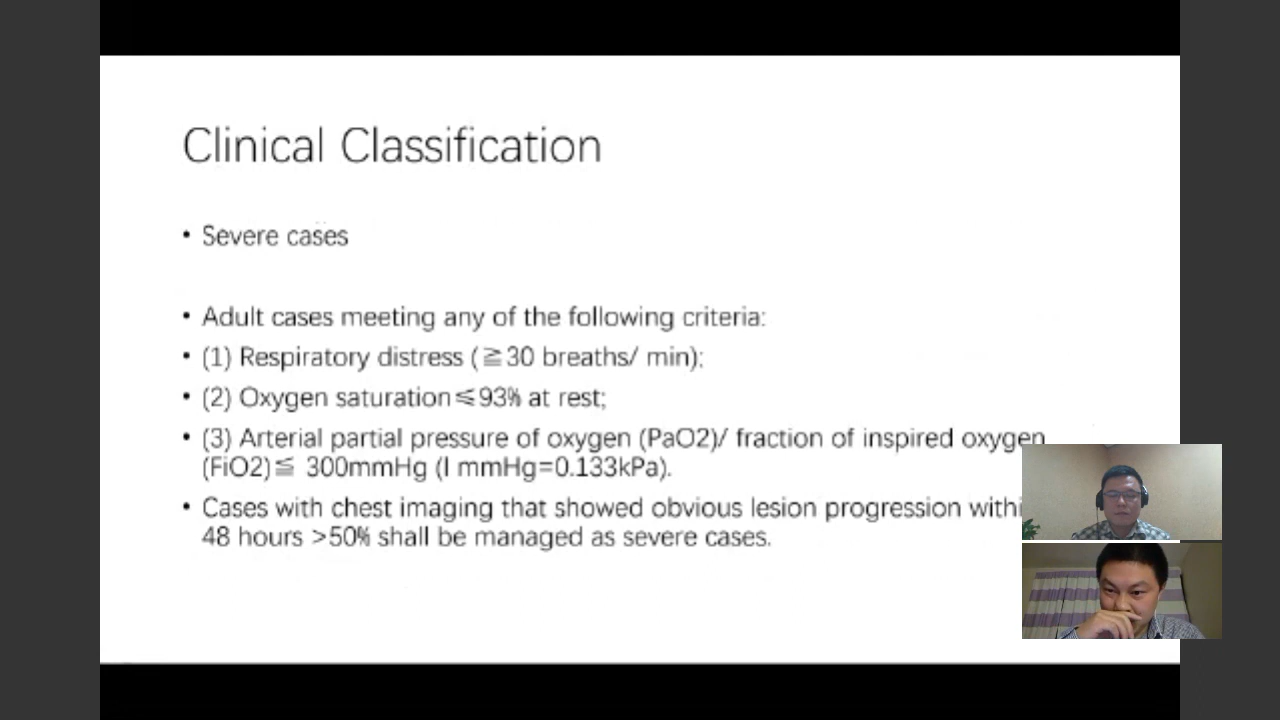 Clinical Classification
• Severe cases
• Adult cases meeting any of the following criteria:
• (1) Respiratory distress (≧30 breaths/ min);
• (2) Oxygen saturation≤93% at rest;
• (3) Arterial partial pressure of oxygen (PaO2)/ fraction of inspired oxygen
(FiO2)≦ 300mmHg (l mmHg=0.133kPa).
• Cases with chest imaging that showed obvious lesion progression withi
48 hours >50% shall be managed as severe cases.